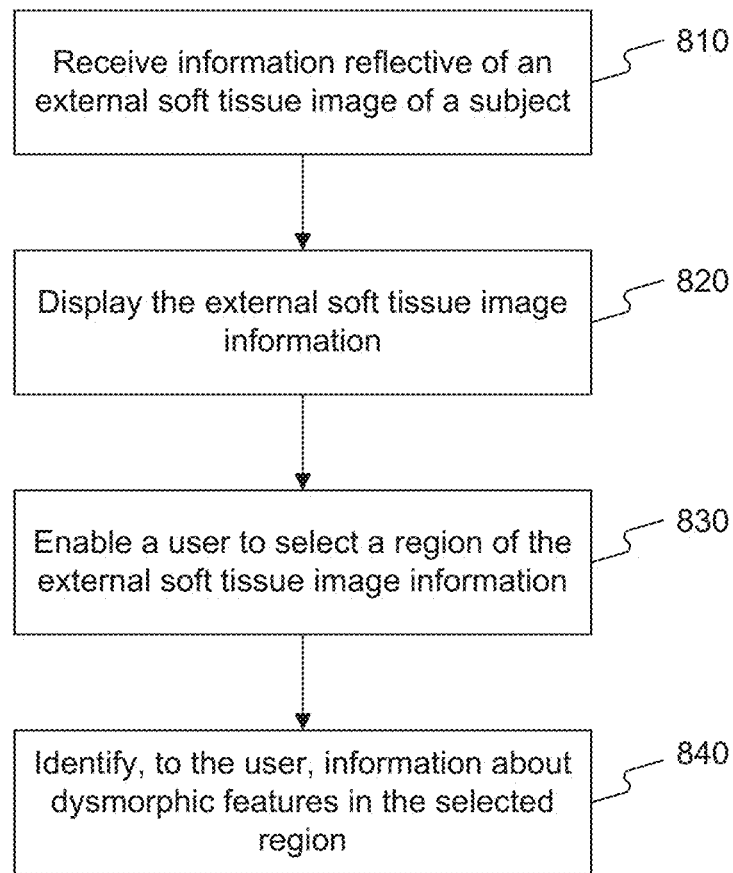 Receive information reflective of an
external soft tissue image of a subject
810
Display the external soft tissue image
information
820
Enable a user to select a region of the
external soft tissue image information
830
Identify, to the user, information about
dysmorphic features in the selected
region
840